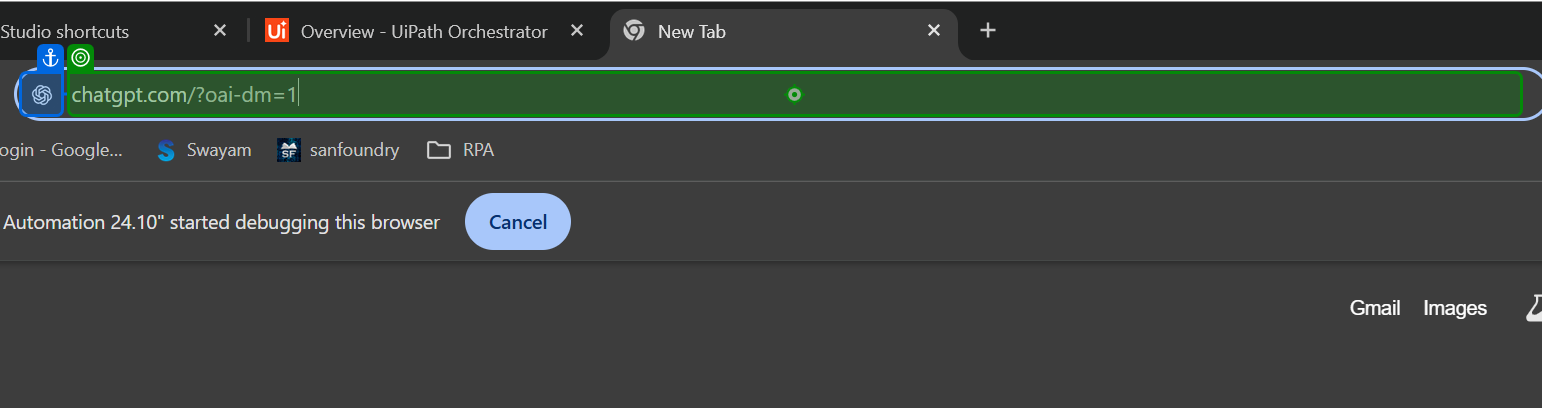 Studio shortcuts
Ui Overview - UiPath Orchestrator
New Tab
chatgpt.com/?oai-dm=1
ogin - Google...
Swayam
SF sanfoundry
RPA
Automation 24.10" started debugging this browser
Cancel
Gmail
Images